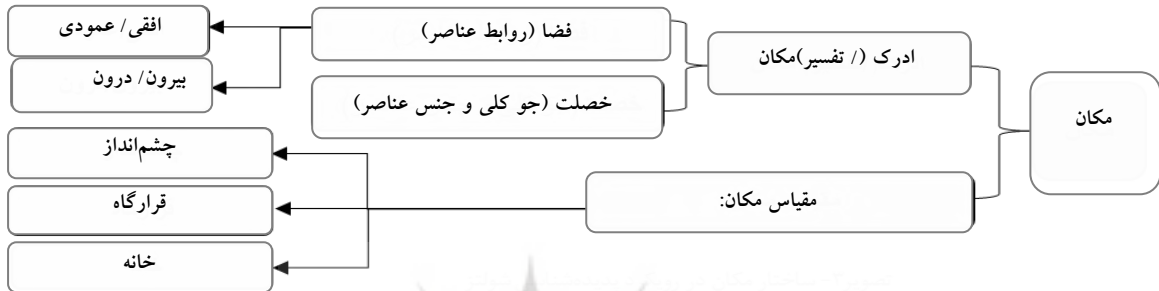 مکان
ادرک (/ تفسیر)مکان
فضا (روابط عناصر)
افقی/ عمودی
بیرون/ درون
خصلت (جو کلی و جنس عناصر)
مقیاس مکان:
چشم‌انداز
قرارگاه
خانه